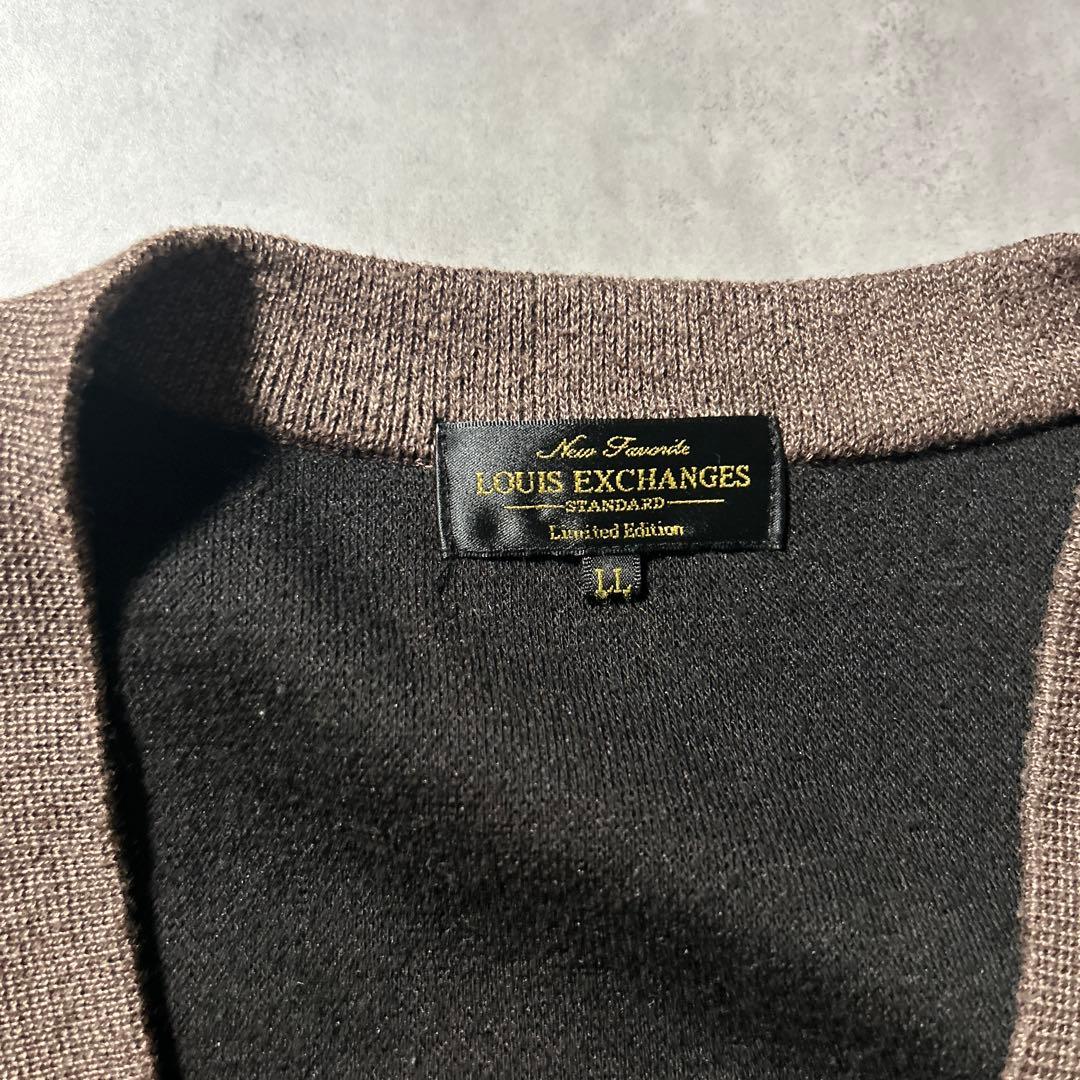 New Favorite
LOUIS EXCHANGES
STANDARD
Limited Edition
LL